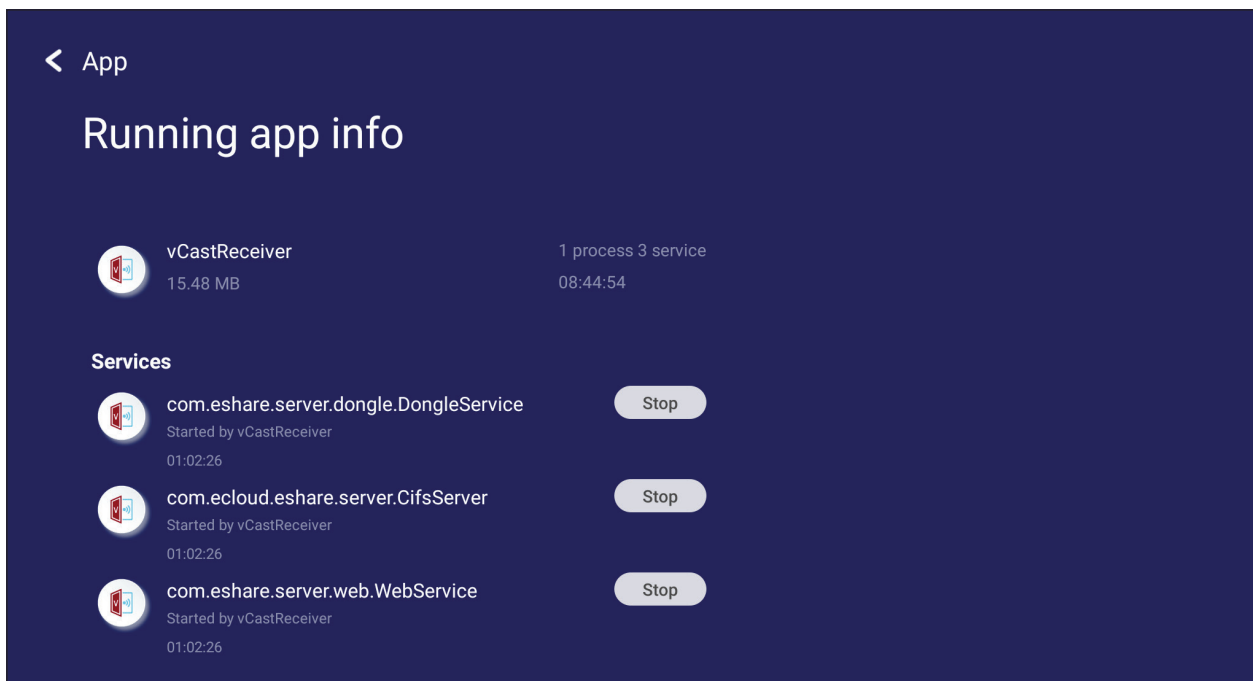 App
Running app info
vCastReceiver
1 process 3 service
15.48 MB
08:44:54
Services
com.eshare.server.dongle.DongleService
Stop
Started by vCastReceiver
01:02:26
com.ecloud.eshare.server.CifsServer
Stop
Started by vCastReceiver
01:02:26
com.eshare.server.web.WebService
Stop
Started by vCastReceiver
01:02:26